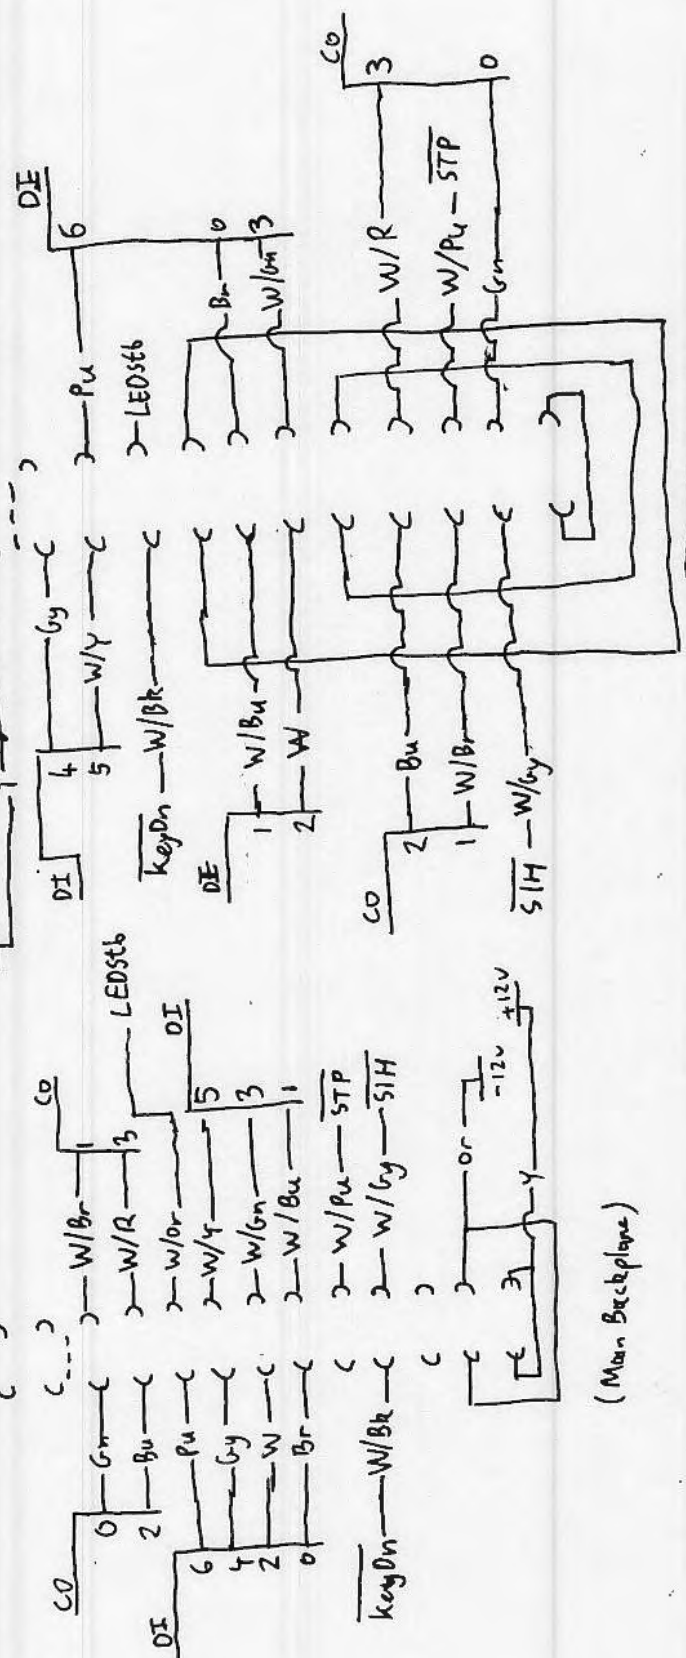 CO
CO
0 Gn W/Br 1
2 Bu W/R 3
LEDStb
DI
Pu W/Or
6
DI
4 Gy W/Y 5
2 W W/Gn 3
0 Br W/Bu 1
W/Pu STP
KeyDn W/Bk W/Gy SIH
Or -12v
Y +12v
(Main Backplane)
DI
DI
4 Gy
5 W/Y Pu 6
KeyDn W/Bk LEDStb
DI
1 W/Bu Br 0
2 W W/Gn 3
CO
CO
2 Bu W/R 3
1 W/Br W/Pu STP
SIH W/Gy Gn 0